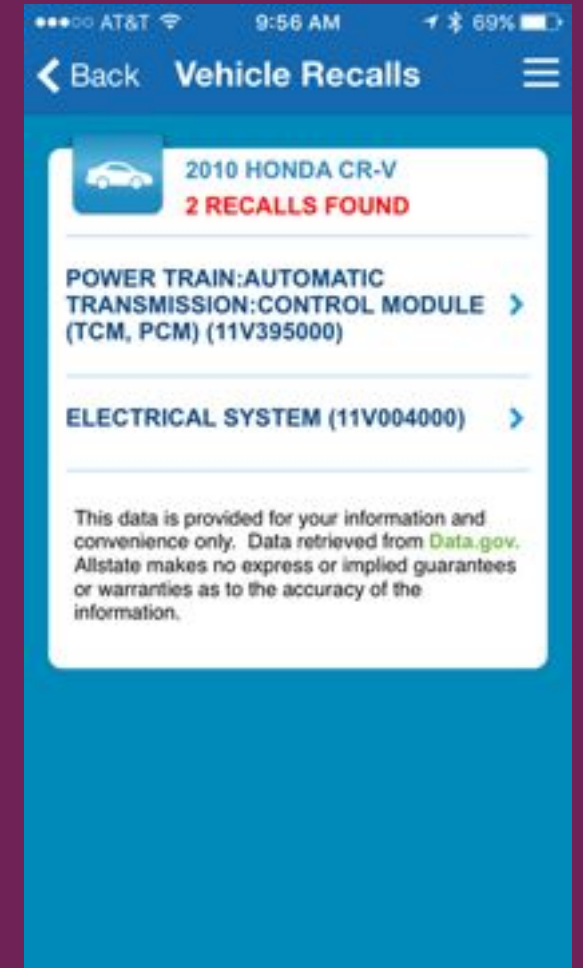 AT&T 9:56 AM 69%
Back Vehicle Recalls
2010 HONDA CR-V
2 RECALLS FOUND
POWER TRAIN:AUTOMATIC
TRANSMISSION:CONTROL MODULE
(TCM, PCM) (11V395000)
ELECTRICAL SYSTEM (11V004000)
This data is provided for your information and
convenience only. Data retrieved from Data.gov.
Allstate makes no express or implied guarantees
or warranties as to the accuracy of the
information.